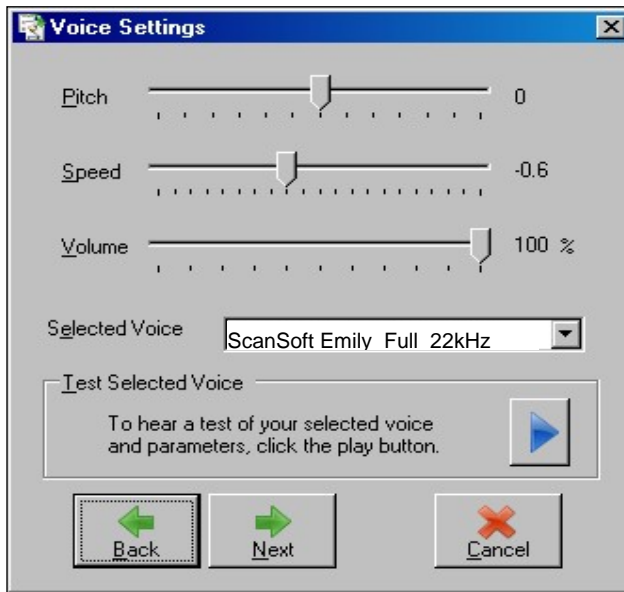 Voice Settings
Pitch 0
Speed -0.6
Volume 100 %
Selected Voice ScanSoft Emily_Full_22kHz
Test Selected Voice
To hear a test of your selected voice
and parameters, click the play button.
Back Next Cancel